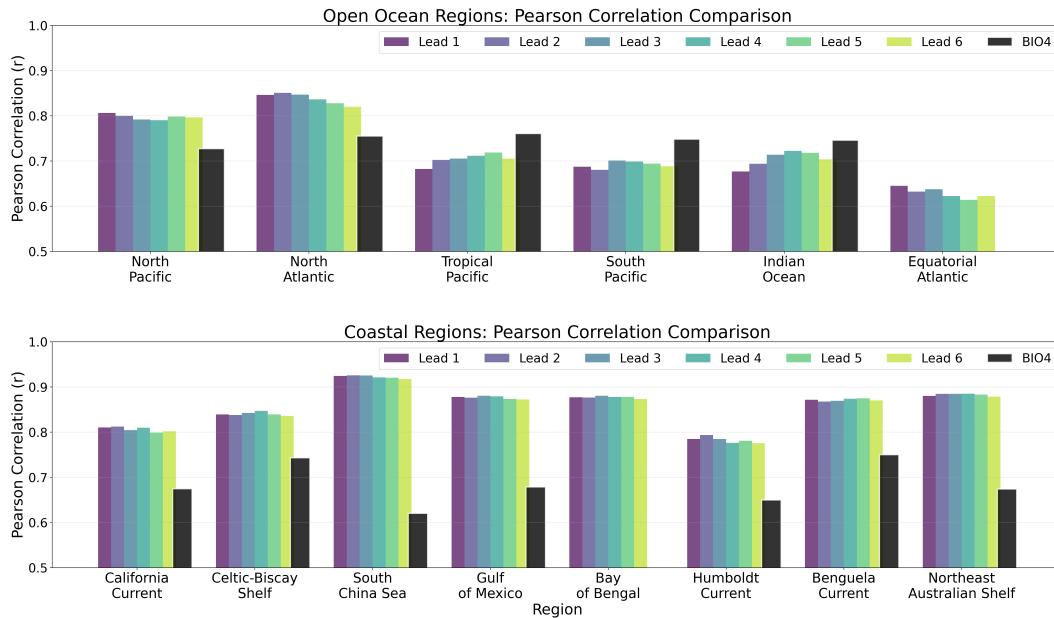 Open Ocean Regions: Pearson Correlation Comparison
Lead 1 Lead 2 Lead 3 Lead 4 Lead 5 Lead 6 BIO4
Pearson Correlation (r)
1.0
0.9
0.8
0.7
0.6
0.5
North Pacific
North Atlantic
Tropical Pacific
South Pacific
Indian Ocean
Equatorial Atlantic
Coastal Regions: Pearson Correlation Comparison
Lead 1 Lead 2 Lead 3 Lead 4 Lead 5 Lead 6 BIO4
Pearson Correlation (r)
1.0
0.9
0.8
0.7
0.6
0.5
California Current
Celtic-Biscay Shelf
South China Sea
Gulf of Mexico
Bay of Bengal
Humboldt Current
Benguela Current
Northeast Australian Shelf
Region